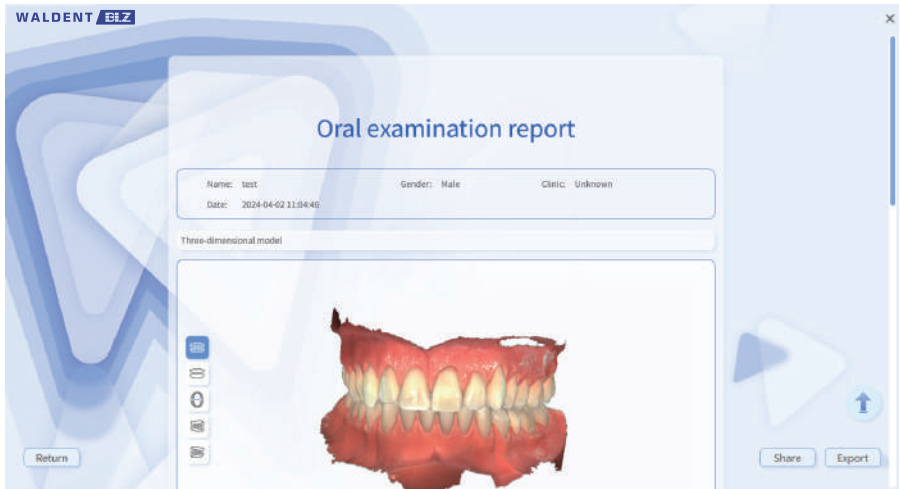 WALDENT BLZ
Oral examination report
Name: test Gender: Male Clinic: Unknown
Date: 2024-04-02 11:04:46
Three-dimensional model
Return Share Export